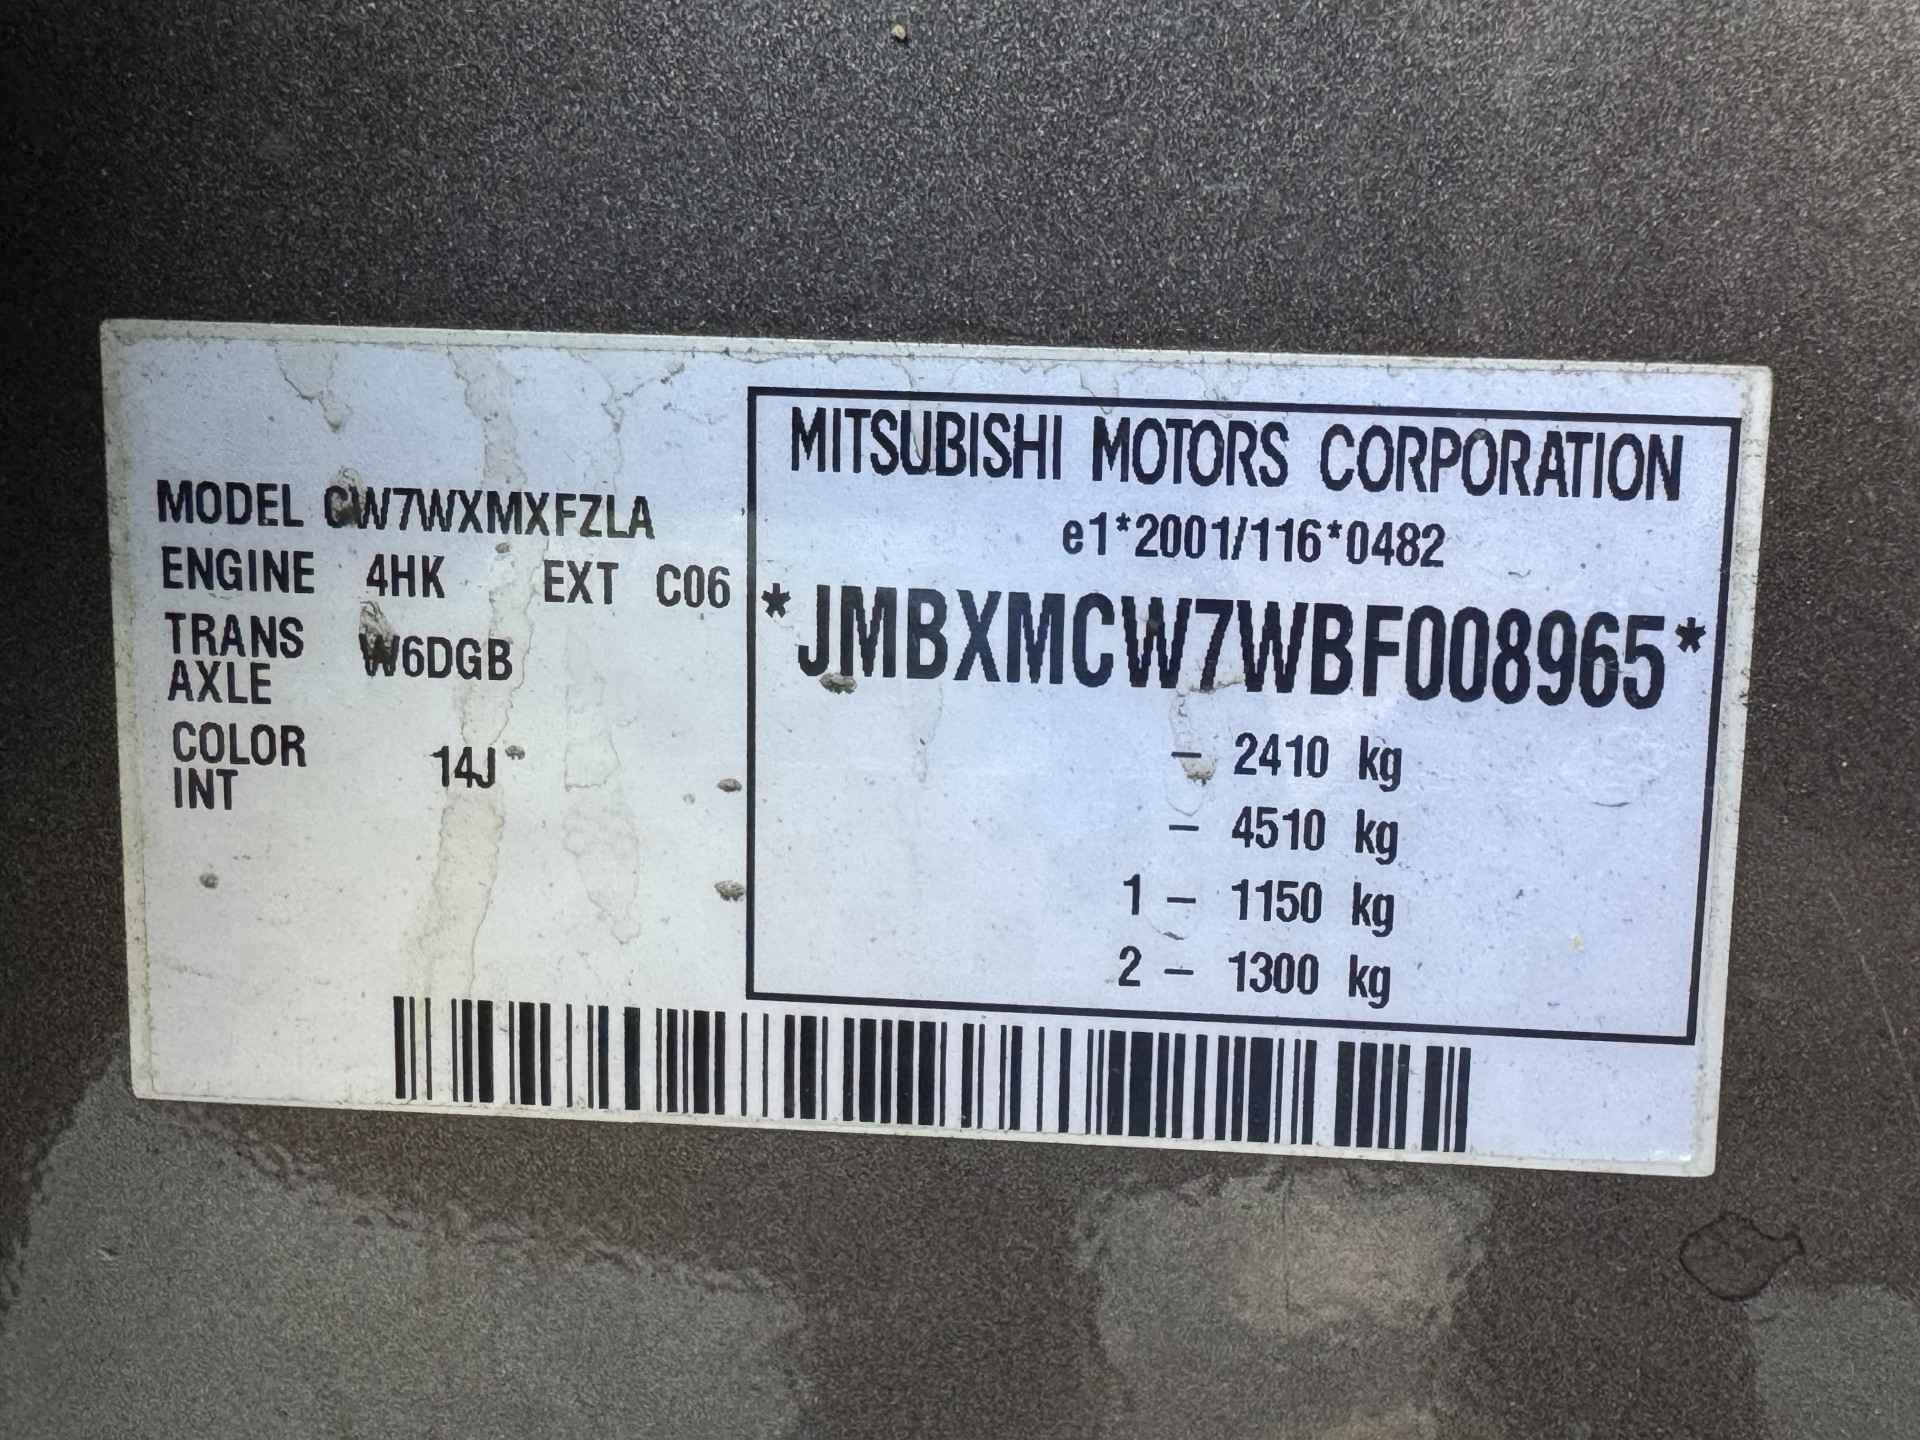 MODEL CW7WXMXFZLA
ENGINE 4HK EXT C06
TRANS AXLE W6DGB
COLOR INT 14J
MITSUBISHI MOTORS CORPORATION
e1*2001/116*0482
*JMBXMCW7WBF008965*
– 2410 kg
– 4510 kg
1 – 1150 kg
2 – 1300 kg